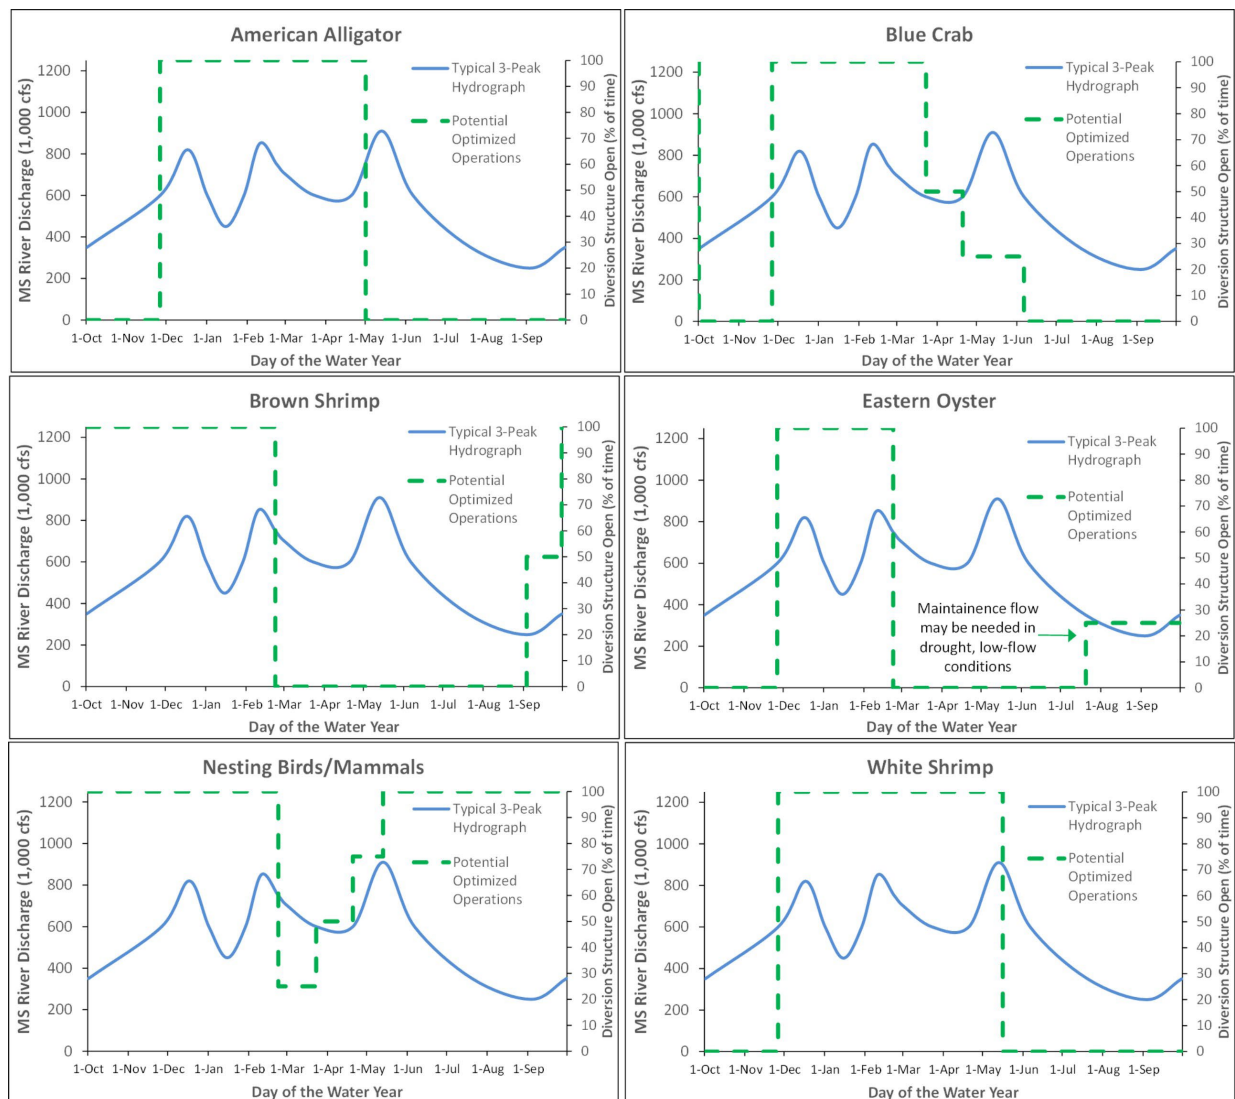 American Alligator
1200
1000
800
600
400
200
0
MS River Discharge (1,000 cfs)
100
90
80
70
60
50
40
30
20
10
0
Diversion Structure Open (% of time)
Typical 3-Peak
Hydrograph
Potential
Optimized
Operations
1-Oct 1-Nov 1-Dec 1-Jan 1-Feb 1-Mar 1-Apr 1-May 1-Jun 1-Jul 1-Aug 1-Sep
Day of the Water Year
Blue Crab
1200
1000
800
600
400
200
0
MS River Discharge (1,000 cfs)
100
90
80
70
60
50
40
30
20
10
0
Diversion Structure Open (% of time)
Typical 3-Peak
Hydrograph
Potential
Optimized
Operations
1-Oct 1-Nov 1-Dec 1-Jan 1-Feb 1-Mar 1-Apr 1-May 1-Jun 1-Jul 1-Aug 1-Sep
Day of the Water Year
Brown Shrimp
1200
1000
800
600
400
200
0
MS River Discharge (1,000 cfs)
100
90
80
70
60
50
40
30
20
10
0
Diversion Structure Open (% of time)
Typical 3-Peak
Hydrograph
Potential
Optimized
Operations
1-Oct 1-Nov 1-Dec 1-Jan 1-Feb 1-Mar 1-Apr 1-May 1-Jun 1-Jul 1-Aug 1-Sep
Day of the Water Year
Eastern Oyster
1200
1000
800
600
400
200
0
MS River Discharge (1,000 cfs)
100
90
80
70
60
50
40
30
20
10
0
Diversion Structure Open (% of time)
Typical 3-Peak
Hydrograph
Potential
Optimized
Operations
Maintainence flow
may be needed in
drought, low-flow
conditions
1-Oct 1-Nov 1-Dec 1-Jan 1-Feb 1-Mar 1-Apr 1-May 1-Jun 1-Jul 1-Aug 1-Sep
Day of the Water Year
Nesting Birds/Mammals
1200
1000
800
600
400
200
0
MS River Discharge (1,000 cfs)
100
90
80
70
60
50
40
30
20
10
0
Diversion Structure Open (% of time)
Typical 3-Peak
Hydrograph
Potential
Optimized
Operations
1-Oct 1-Nov 1-Dec 1-Jan 1-Feb 1-Mar 1-Apr 1-May 1-Jun 1-Jul 1-Aug 1-Sep
Day of the Water Year
White Shrimp
1200
1000
800
600
400
200
0
MS River Discharge (1,000 cfs)
100
90
80
70
60
50
40
30
20
10
0
Diversion Structure Open (% of time)
Typical 3-Peak
Hydrograph
Potential
Optimized
Operations
1-Oct 1-Nov 1-Dec 1-Jan 1-Feb 1-Mar 1-Apr 1-May 1-Jun 1-Jul 1-Aug 1-Sep
Day of the Water Year